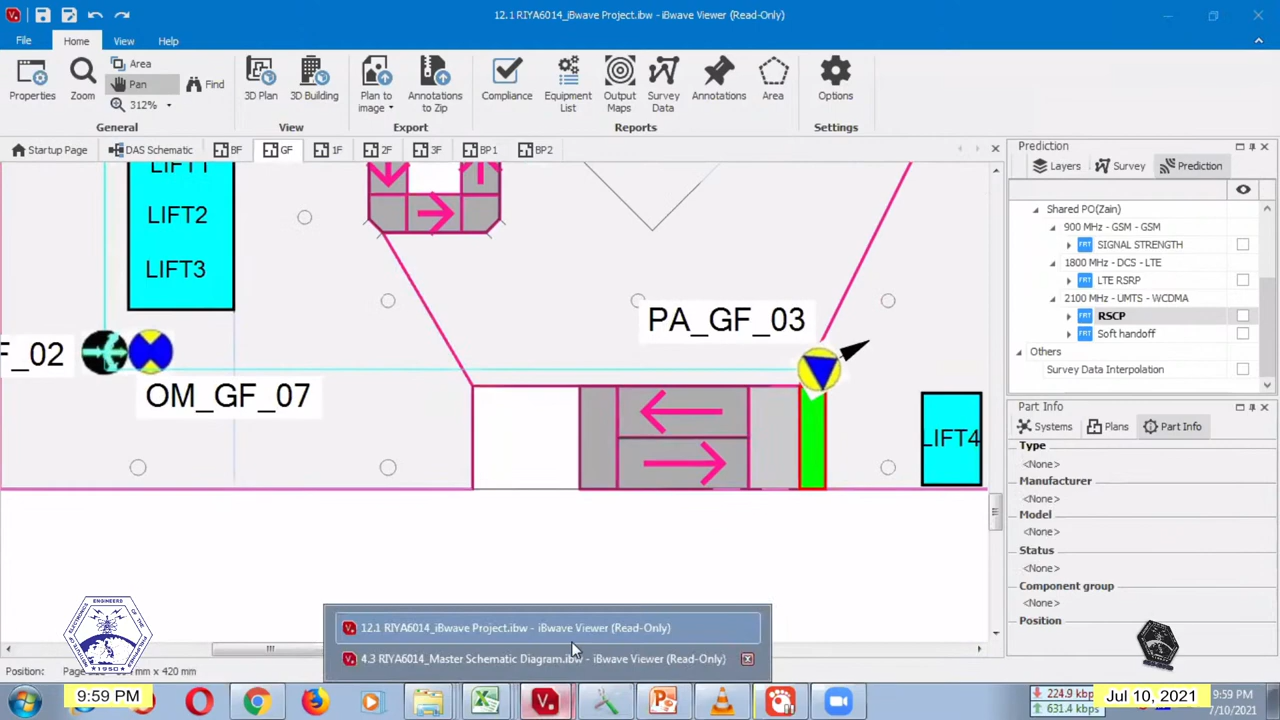 12.1 RIYA6014_iBwave Project.ibw - iBwave Viewer (Read-Only)
File
Home
View
Help
Properties
Zoom
Area
Pan
312%
Find
3D Plan
3D Building
Plan to image
Annotations to Zip
Compliance
Equipment List
Output Maps
Survey Data
Annotations
Area
Options
General
View
Export
Reports
Settings
Startup Page
DAS Schematic
BF
GF
1F
2F
3F
BP1
BP2
LIFT1
LIFT2
LIFT3
F_02
OM_GF_07
PA_GF_03
LIFT4
Prediction
Layers
Survey
Prediction
Shared PO(Zain)
900 MHz - GSM - GSM
FRT SIGNAL STRENGTH
1800 MHz - DCS - LTE
FRT LTE RSRP
2100 MHz - UMTS - WCDMA
FRT RSCP
FRT Soft handoff
Others
Survey Data Interpolation
Part Info
Systems
Plans
Part Info
Type
<None>
Manufacturer
<None>
Model
<None>
Status
<None>
Component group
<None>
Position
12.1 RIYA6014_iBwave Project.ibw - iBwave Viewer (Read-Only)
4.3 RIYA6014_Master Schematic Diagram.ibw - iBwave Viewer (Read-Only)
Position:
420 mm
9:59 PM
224.9 kbps
631.4 kbps
Jul 10, 2021
9:59 PM
7/10/2021